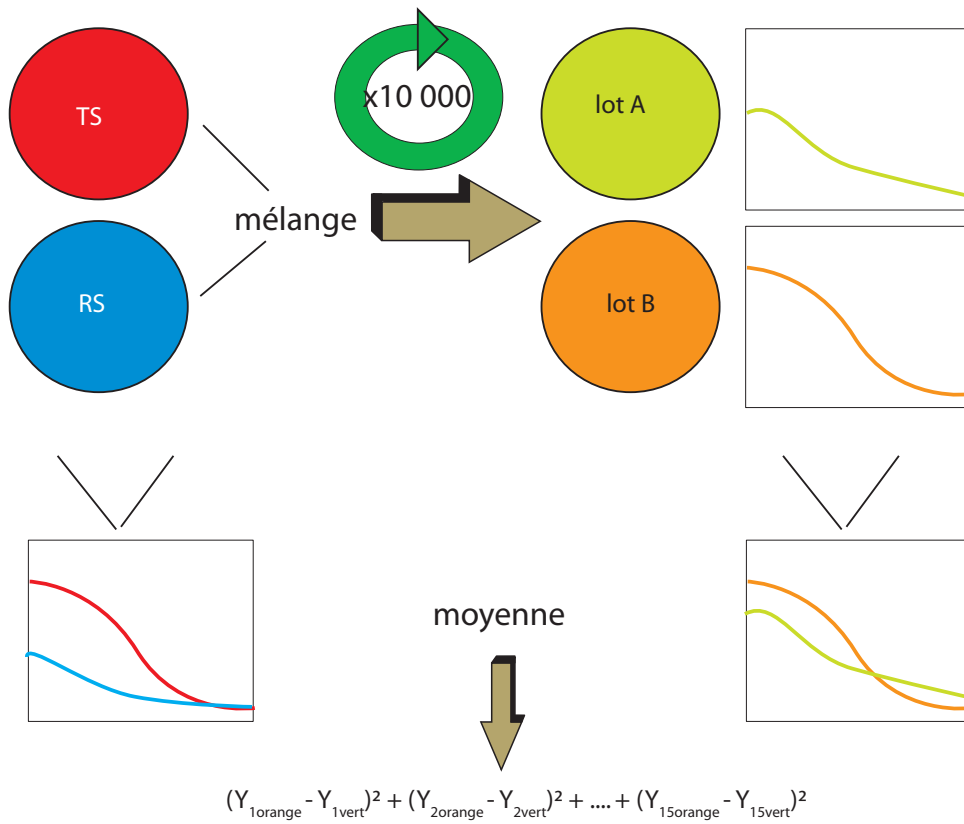 TS
x10 000
lot A
mélange
RS
lot B
moyenne
(Y1orange - Y1vert)² + (Y2orange - Y2vert)² + .... + (Y15orange - Y15vert)²